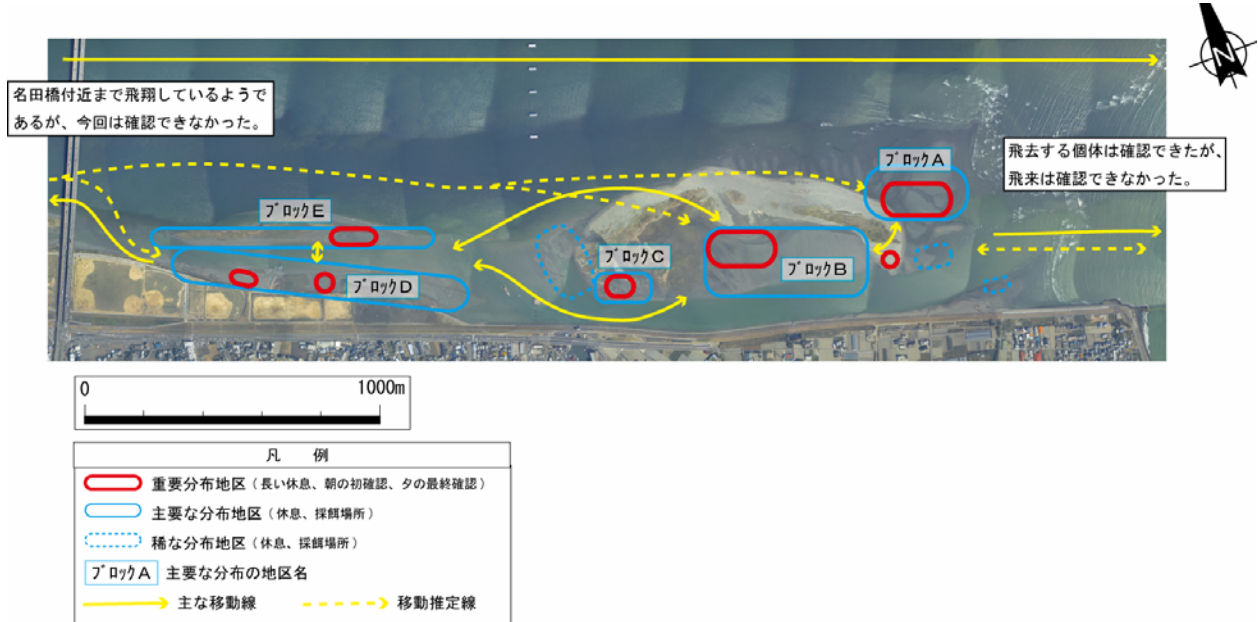 N
名田橋付近まで飛翔しているようで
あるが、今回は確認できなかった。
飛去する個体は確認できたが、
飛来は確認できなかった。
ブロックA
ブロックE
ブロックC
ブロックB
ブロックD
0 1000m
凡 例
重要分布地区(長い休息、朝の初確認、夕の最終確認)
主要な分布地区(休息、採餌場所)
稀な分布地区(休息、採餌場所)
ブロックA 主要な分布の地区名
主な移動線 移動推定線